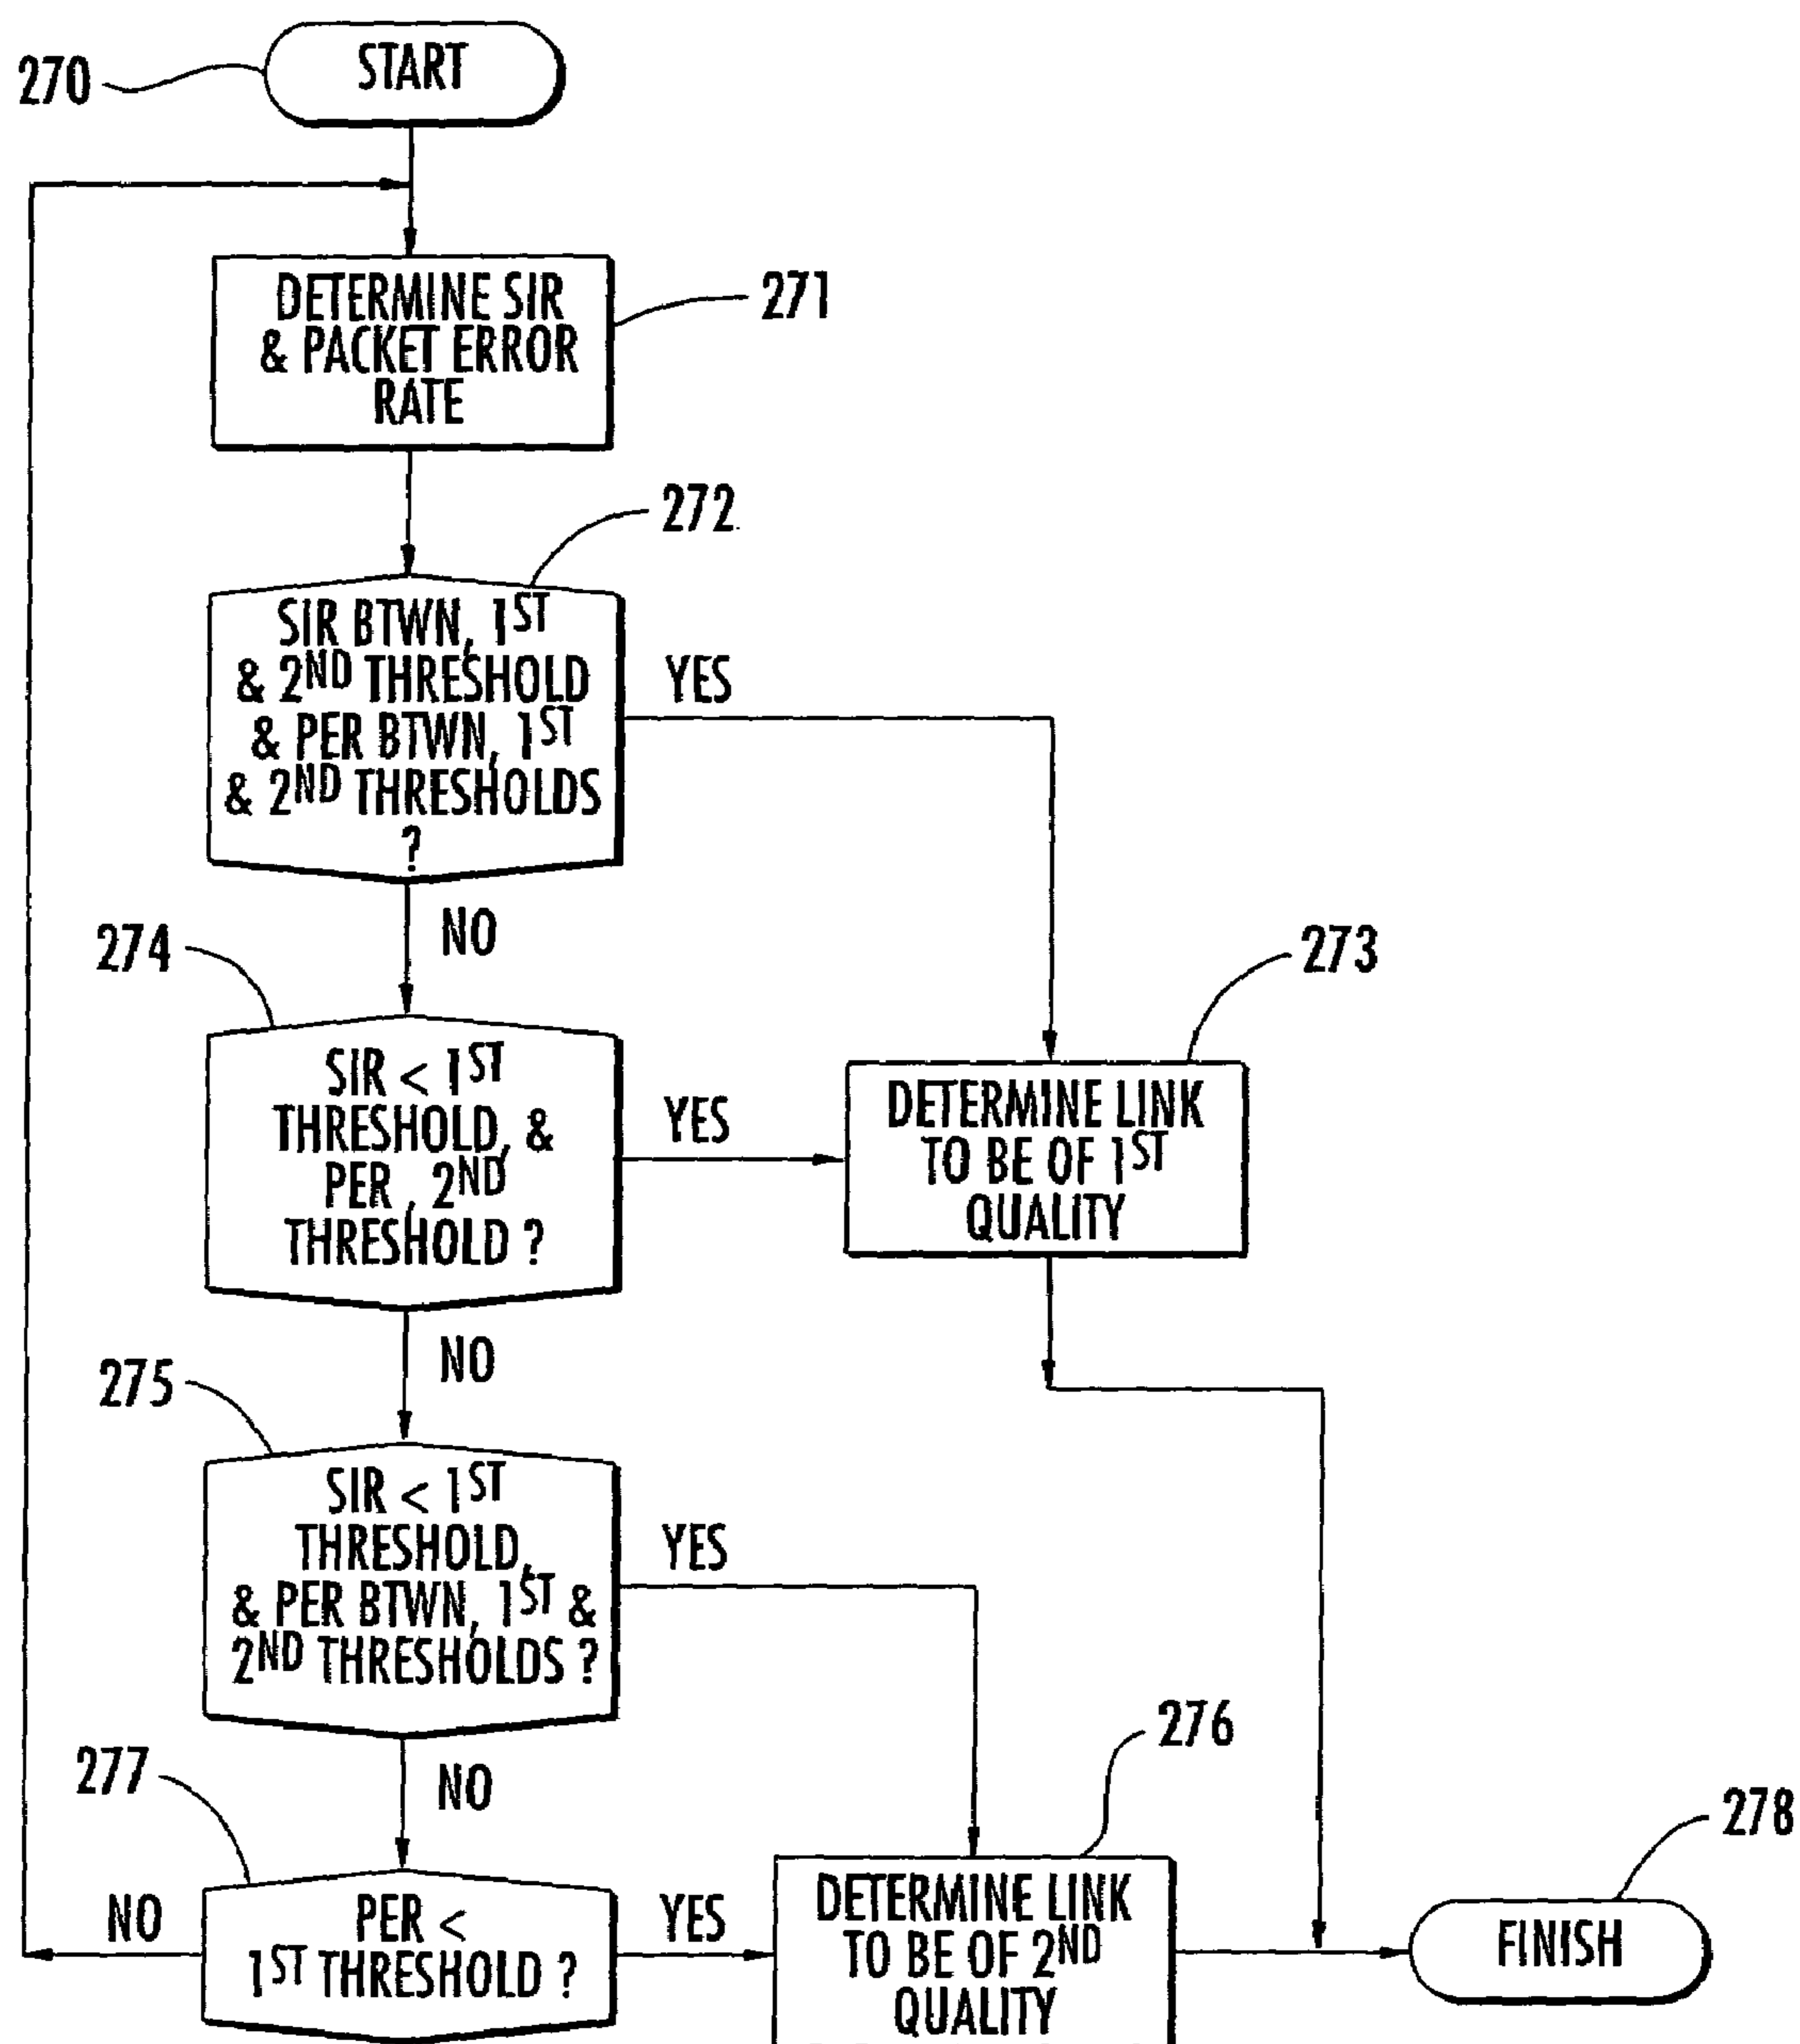 START
270
DETERMINE SIR
& PACKET ERROR
RATE
271
272
SIR BTWN, 1ST
& 2ND THRESHOLD
& PER BTWN, 1ST
& 2ND THRESHOLDS
?
YES
NO
274
273
SIR < 1ST
THRESHOLD, &
PER , 2ND
THRESHOLD ?
YES
DETERMINE LINK
TO BE OF 1ST
QUALITY
NO
275
SIR < 1ST
THRESHOLD,
& PER BTWN, 1ST &
2ND THRESHOLDS ?
YES
276
NO
277
278
NO
PER <
1ST THRESHOLD ?
YES
DETERMINE LINK
TO BE OF 2ND
QUALITY
FINISH